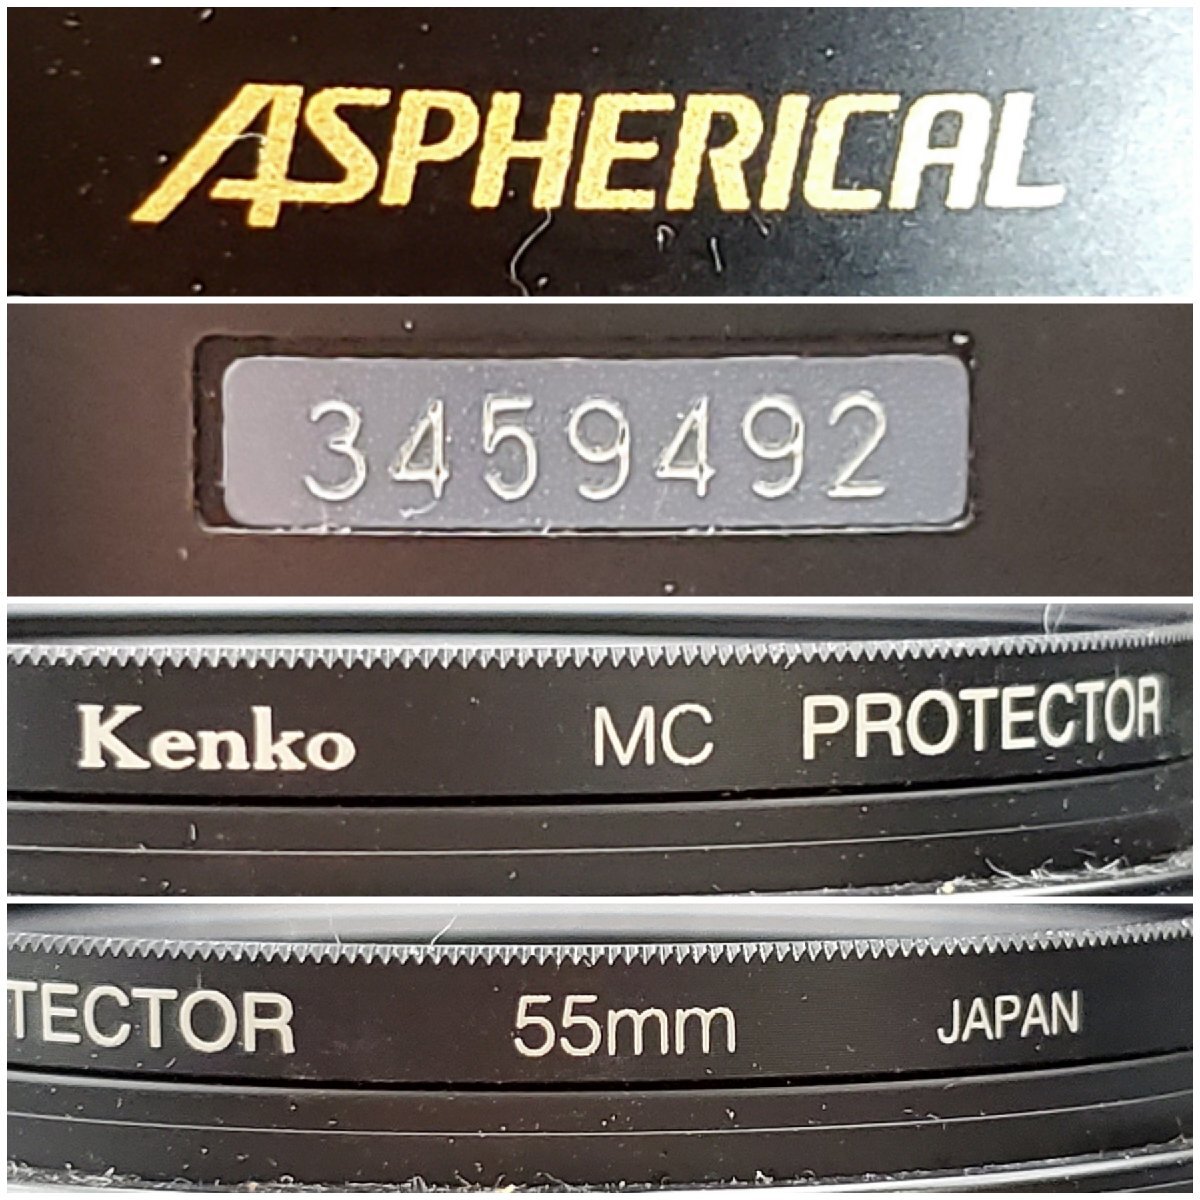 ASPHERICAL
3459492
Kenko MC PROTECTOR
TECTOR 55mm JAPAN